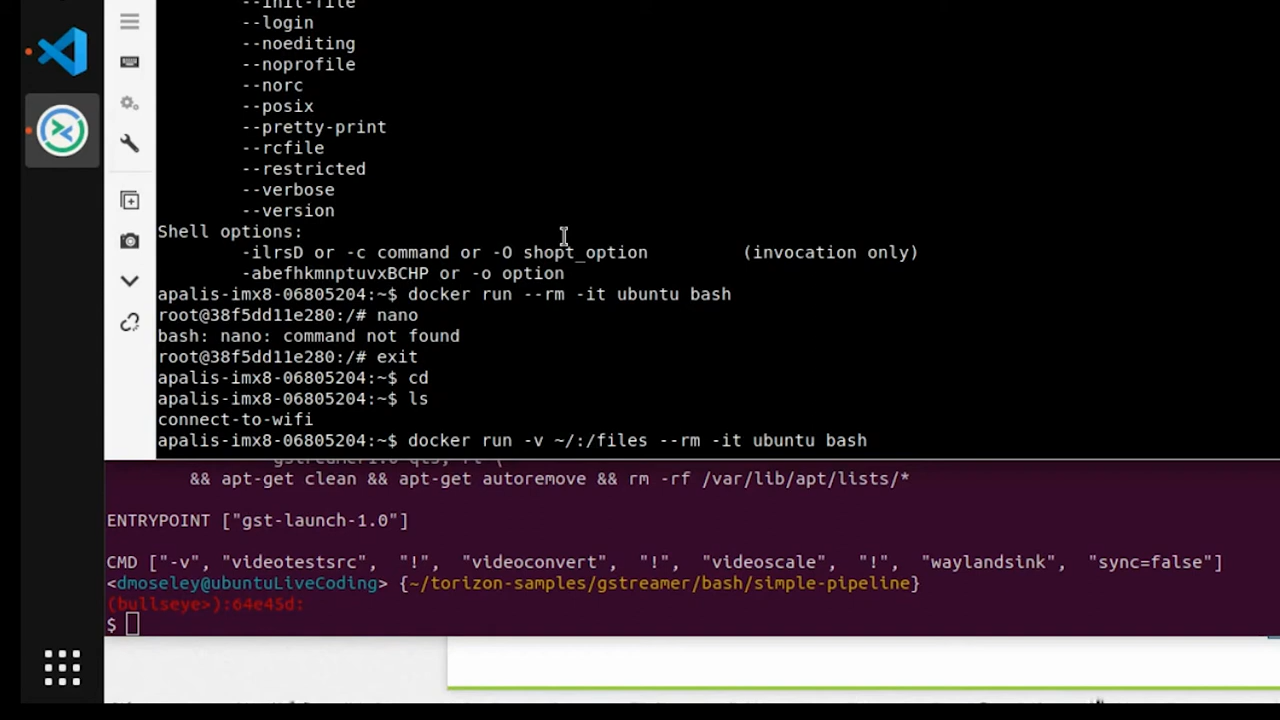 --init-file
--login
--noediting
--noprofile
--norc
--posix
--pretty-print
--rcfile
--restricted
--verbose
--version
Shell options:
-ilrsD or -c command or -O shopt_option (invocation only)
-abefhkmnptuvxBCHP or -o option
apalis-imx8-06805204:~$ docker run --rm -it ubuntu bash
root@38f5dd11e280:/# nano
bash: nano: command not found
root@38f5dd11e280:/# exit
apalis-imx8-06805204:~$ cd
apalis-imx8-06805204:~$ ls
connect-to-wifi
apalis-imx8-06805204:~$ docker run -v ~/:/files --rm -it ubuntu bash
&& apt-get clean && apt-get autoremove && rm -rf /var/lib/apt/lists/*
ENTRYPOINT ["gst-launch-1.0"]
CMD ["-v", "videotestsrc", "!", "videoconvert", "!", "videoscale", "!", "waylandsink", "sync=false"]
<dmoseley@ubuntuLiveCoding> {~/torizon-samples/gstreamer/bash/simple-pipeline}
(bullseye>):64e45d:
$